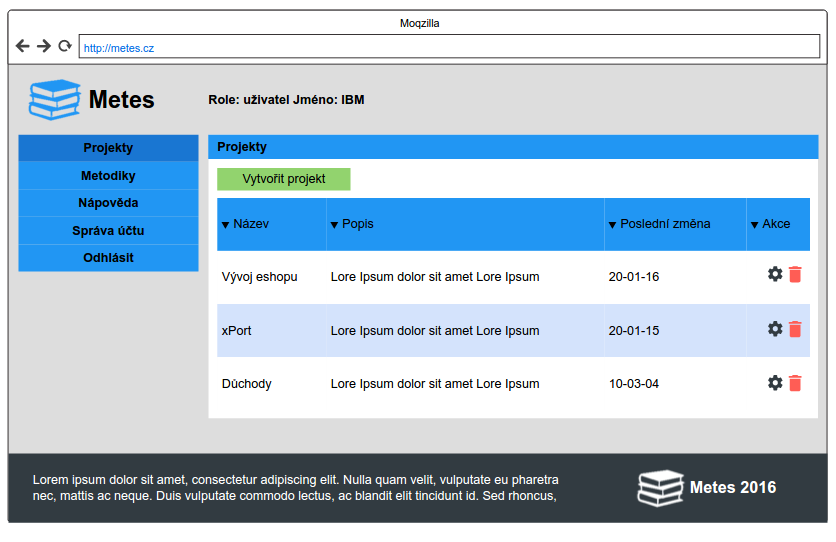 Moqzilla
http://metes.cz
Metes
Role: uživatel Jméno: IBM
Projekty
Metodiky
Nápověda
Správa účtu
Odhlásit
Projekty
Vytvořit projekt
Název Popis Poslední změna Akce
Vývoj eshopu Lore Ipsum dolor sit amet Lore Ipsum 20-01-16
xPort Lore Ipsum dolor sit amet Lore Ipsum 20-01-15
Důchody Lore Ipsum dolor sit amet Lore Ipsum 10-03-04
Lorem ipsum dolor sit amet, consectetur adipiscing elit. Nulla quam velit, vulputate eu pharetra
nec, mattis ac neque. Duis vulputate commodo lectus, ac blandit elit tincidunt id. Sed rhoncus,
Metes 2016